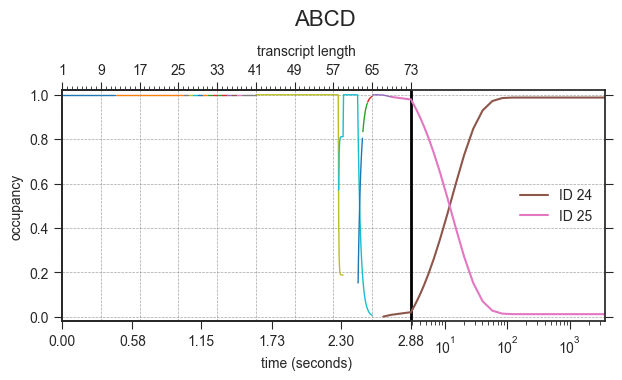 ABCD
transcript length
1 9 17 25 33 41 49 57 65 73
1.0
0.8
0.6
0.4
0.2
0.0
occupancy
ID 24
ID 25
0.00 0.58 1.15 1.73 2.30 2.88 10¹ 10² 10³
time (seconds)